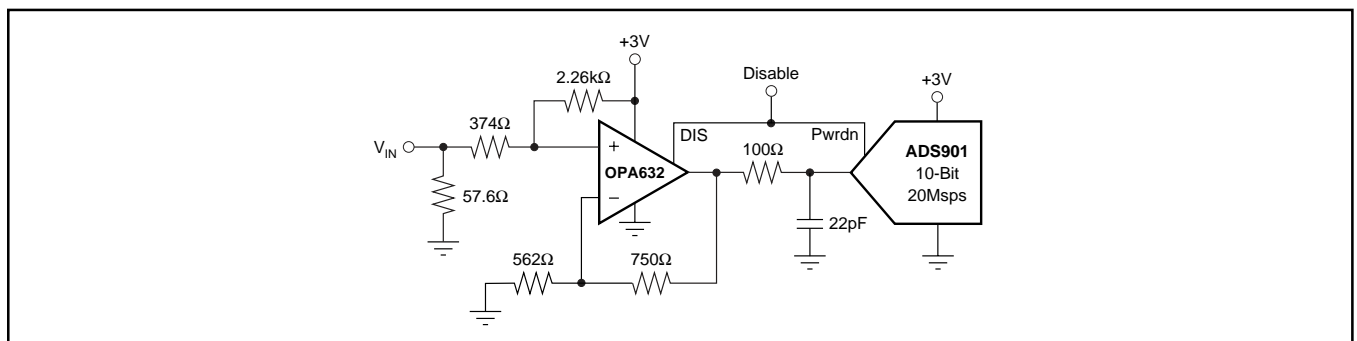 +3V
2.26kΩ
Disable
+3V
374Ω
DIS
Pwrdn
V_IN
+
100Ω
ADS901
OPA632
10-Bit
20Msps
−
57.6Ω
22pF
562Ω
750Ω